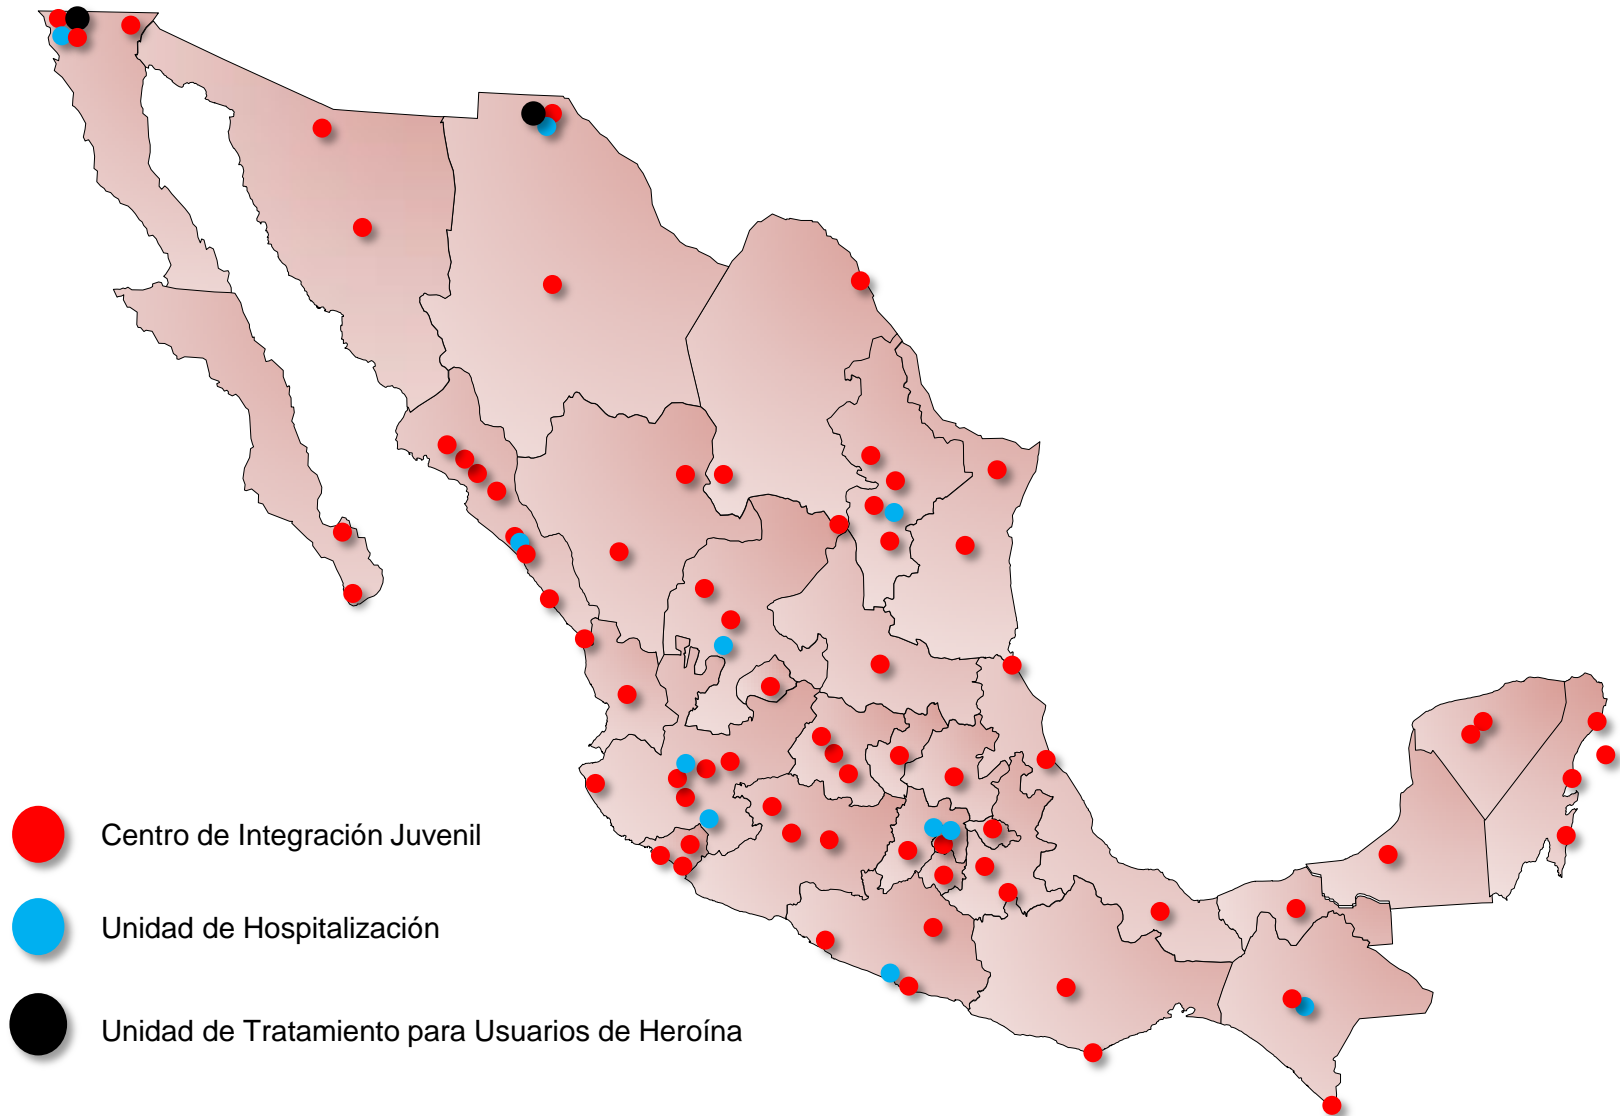 Centro de Integración Juvenil
Unidad de Hospitalización
Unidad de Tratamiento para Usuarios de Heroína